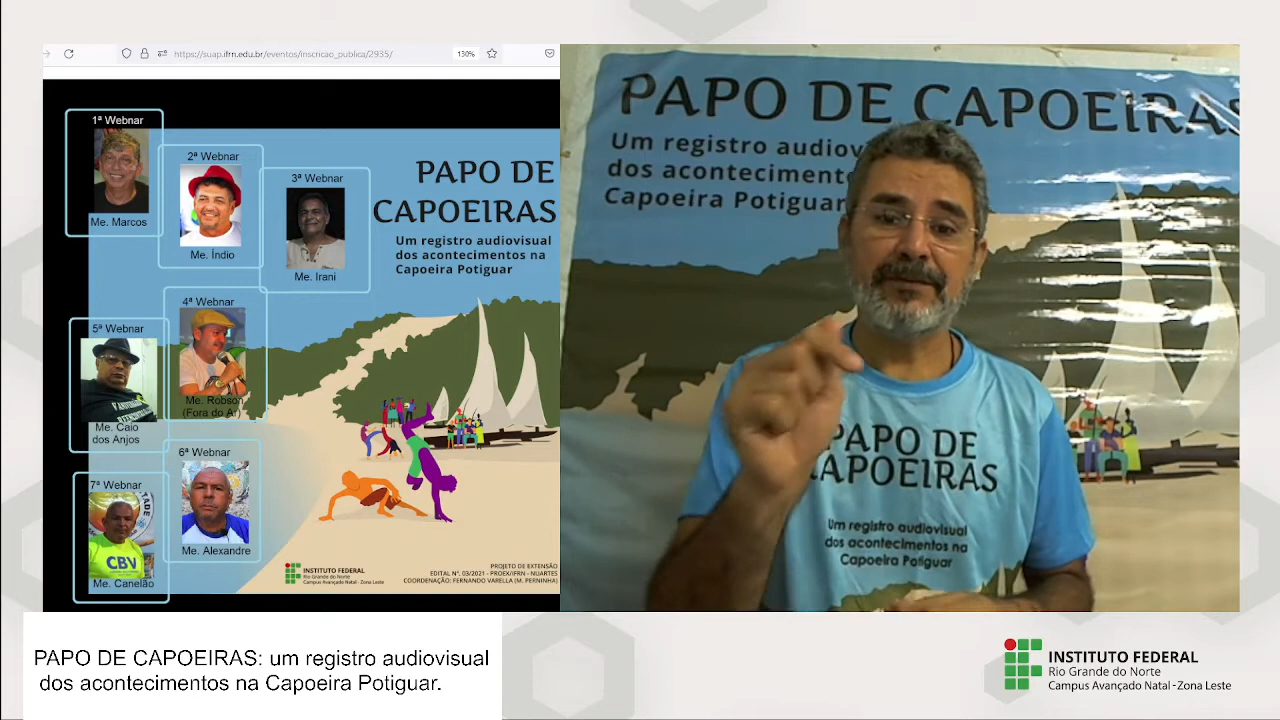 https://suap.ifrn.edu.br/eventos/inscricao_publica/2935/
130%
1ª Webnar
Me. Marcos
2ª Webnar
Me. Índio
3ª Webnar
Me. Irani
4ª Webnar
Me. Robson
(Fora do Ar)
5ª Webnar
Me. Caio
dos Anjos
6ª Webnar
Me. Alexandre
7ª Webnar
CBV
Me. Canelão
PAPO DE
CAPOEIRAS
Um registro audiovisual
dos acontecimentos na
Capoeira Potiguar
INSTITUTO FEDERAL
Rio Grande do Norte
Campus Avançado Natal - Zona Leste
PROJETO DE EXTENSÃO
EDITAL Nº. 03/2021 - PROEX/IFRN - NUARTES
COORDENAÇÃO: FERNANDO VARELLA (M. PERNINHA)
PAPO DE CAPOEIRAS
Um registro audiov
dos acontecimento
Capoeira Potiguar
PAPO DE
CAPOEIRAS
Um registro audiovisual
dos acontecimentos na
Capoeira Potiguar
PAPO DE CAPOEIRAS: um registro audiovisual
dos acontecimentos na Capoeira Potiguar.
INSTITUTO FEDERAL
Rio Grande do Norte
Campus Avançado Natal -Zona Leste